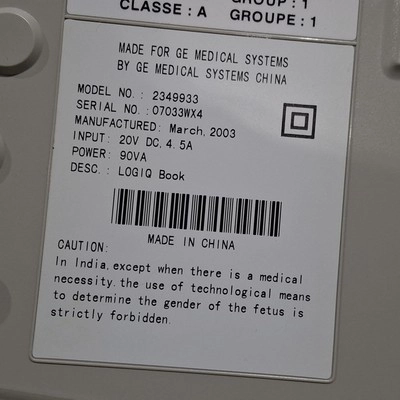 GROUP : 1
CLASSE : A GROUPE : 1
MADE FOR GE MEDICAL SYSTEMS
BY GE MEDICAL SYSTEMS CHINA
MODEL NO. : 2349933
SERIAL NO. : 07033WX4
MANUFACTURED: March, 2003
INPUT: 20V DC, 4.5A
POWER: 90VA
DESC. : LOGIQ Book
MADE IN CHINA
CAUTION:
In India, except when there is a medical
necessity, the use of technological means
to determine the gender of the fetus is
strictly forbidden.